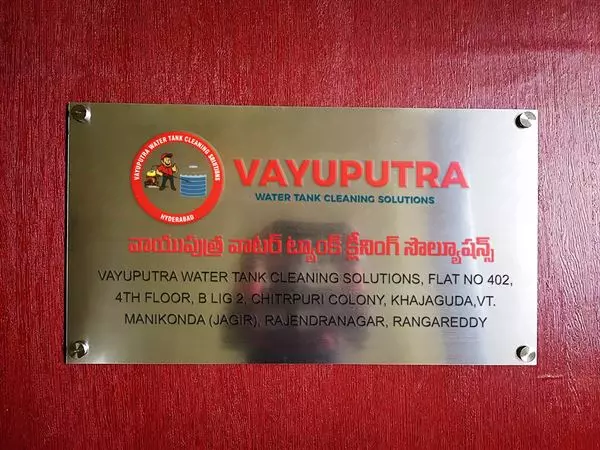 VAYUPUTRA WATER TANK CLEANING SOLUTIONS
HYDERABAD
VAYUPUTRA
WATER TANK CLEANING SOLUTIONS
వాయుపుత్ర వాటర్ ట్యాంక్ క్లీనింగ్ సొల్యూషన్స్
VAYUPUTRA WATER TANK CLEANING SOLUTIONS, FLAT NO 402,
4TH FLOOR, B LIG 2, CHITRPURI COLONY, KHAJAGUDA,VT.
MANIKONDA (JAGIR), RAJENDRANAGAR, RANGAREDDY